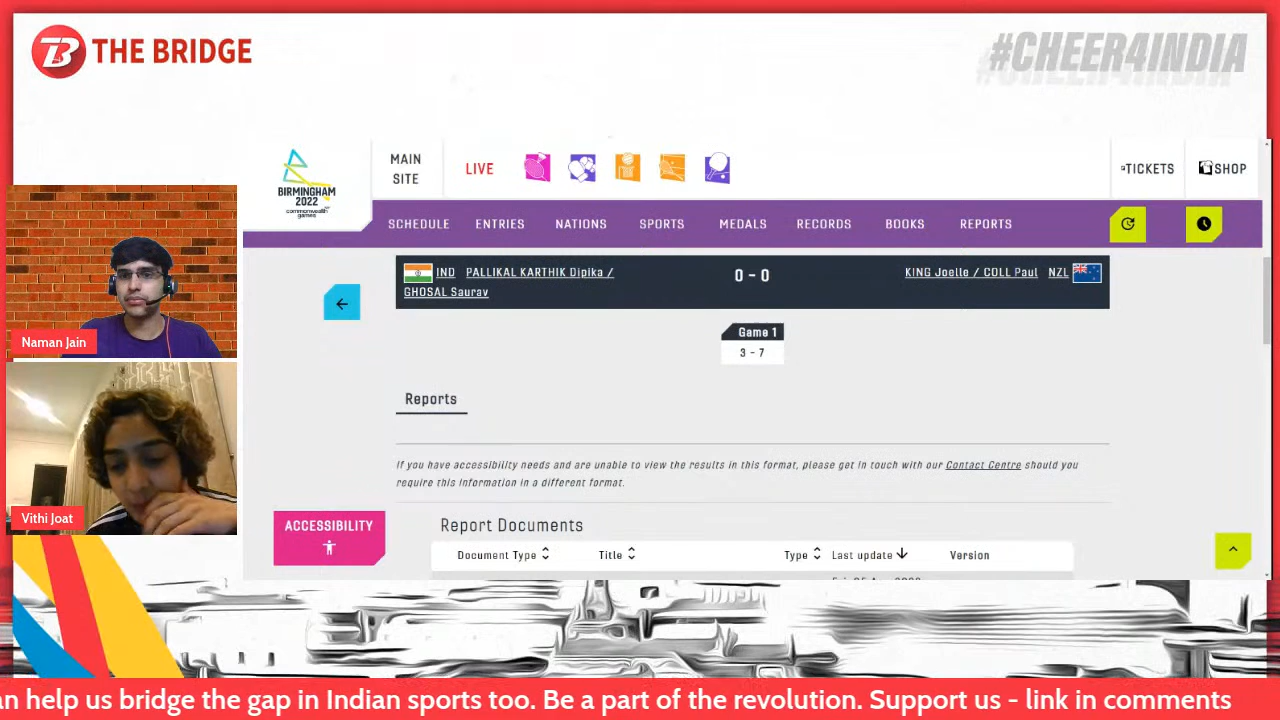 THE BRIDGE
#CHEER4INDIA
BIRMINGHAM
2022
commonwealth
games
MAIN
SITE
LIVE
TICKETS
SHOP
SCHEDULE ENTRIES NATIONS SPORTS MEDALS RECORDS BOOKS REPORTS
IND PALLIKAL KARTHIK Dipika /
GHOSAL Saurav
0 - 0
KING Joelle / COLL Paul NZL
Game 1
3 - 7
Naman Jain
Vithi Joat
Reports
If you have accessibility needs and are unable to view the results in this format, please get in touch with our Contact Centre should you
require this information in a different format.
ACCESSIBILITY
Report Documents
Document Type Title Type Last update Version
an help us bridge the gap in Indian sports too. Be a part of the revolution. Support us - link in comments